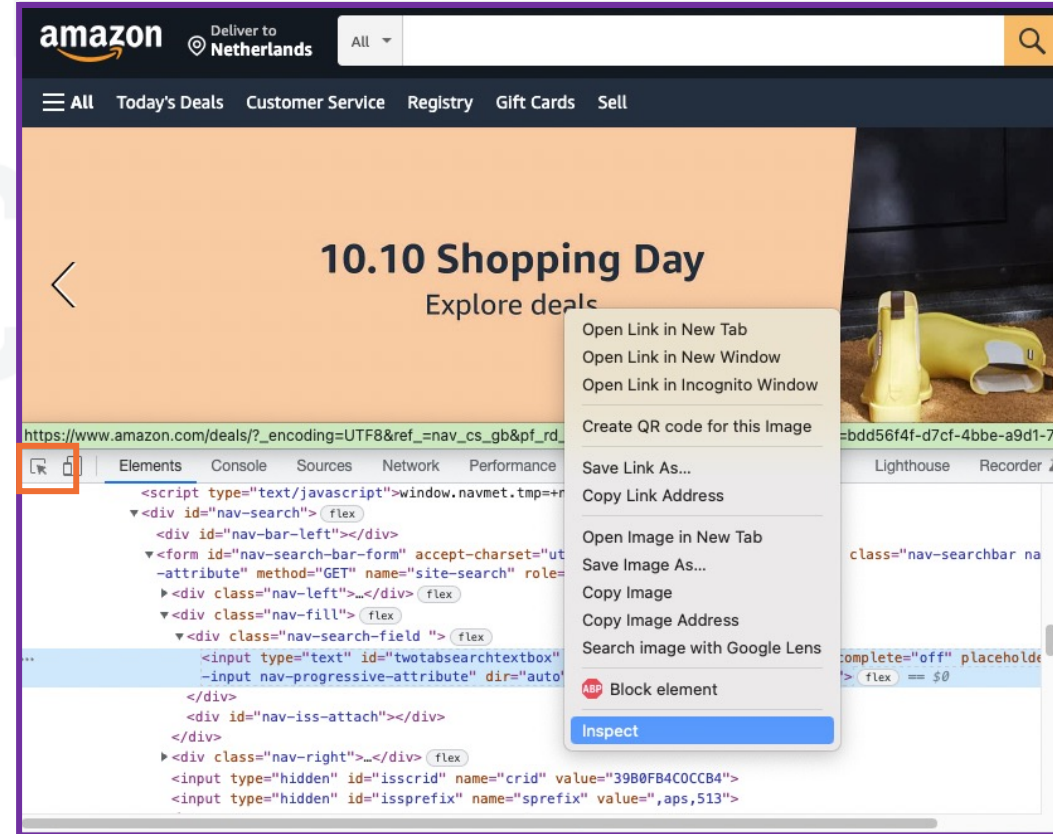 amazon
Deliver to
Netherlands
All
All Today's Deals Customer Service Registry Gift Cards Sell
10.10 Shopping Day
Explore deals
Open Link in New Tab
Open Link in New Window
Open Link in Incognito Window
Create QR code for this Image
Save Link As...
Copy Link Address
Open Image in New Tab
Save Image As...
Copy Image
Copy Image Address
Search image with Google Lens
ABP Block element
Inspect
https://www.amazon.com/deals/?_encoding=UTF8&ref_=nav_cs_gb&pf_rd_ =bdd56f4f-d7cf-4bbe-a9d1-7
Elements Console Sources Network Performance Lighthouse Recorder
<script type="text/javascript">window.navmet.tmp=+
▼<div id="nav-search"> flex
<div id="nav-bar-left"></div>
▼<form id="nav-search-bar-form" accept-charset="ut class="nav-searchbar na
-attribute" method="GET" name="site-search" role=
▶<div class="nav-left">…</div> flex
▼<div class="nav-fill"> flex
▼<div class="nav-search-field "> flex
… <input type="text" id="twotabsearchtextbox" complete="off" placeholde
-input nav-progressive-attribute" dir="auto" "> flex == $0
</div>
<div id="nav-iss-attach"></div>
</div>
▶<div class="nav-right">…</div> flex
<input type="hidden" id="isscrid" name="crid" value="39B0FB4COCCB4">
<input type="hidden" id="issprefix" name="sprefix" value=",aps,513">